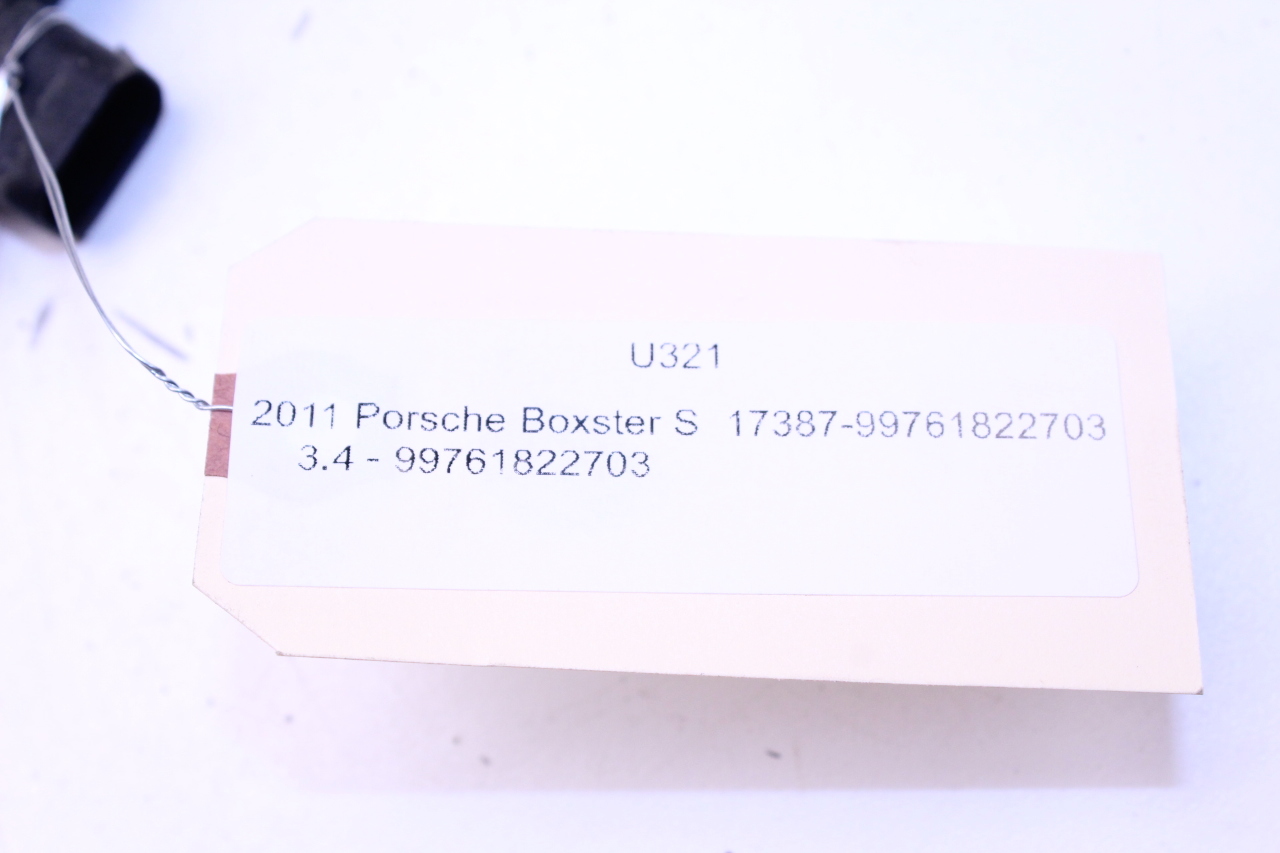 U321
2011 Porsche Boxster S 17387-99761822703
3.4 - 99761822703